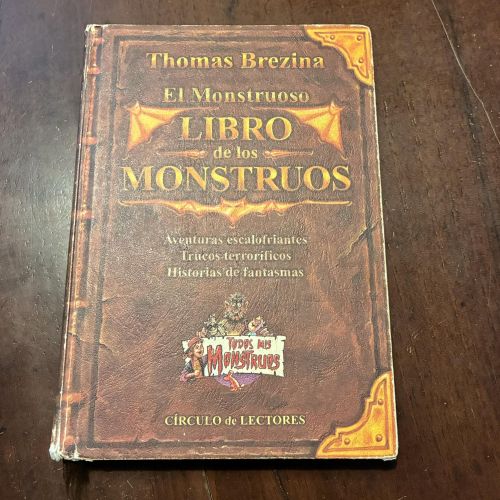 Thomas Brezina
El Monstruoso
LIBRO
de los
MONSTRUOS
Aventuras escalofriantes
Trucos terroríficos
Historias de fantasmas
TODOS MIS
MONSTRUOS
CÍRCULO de LECTORES